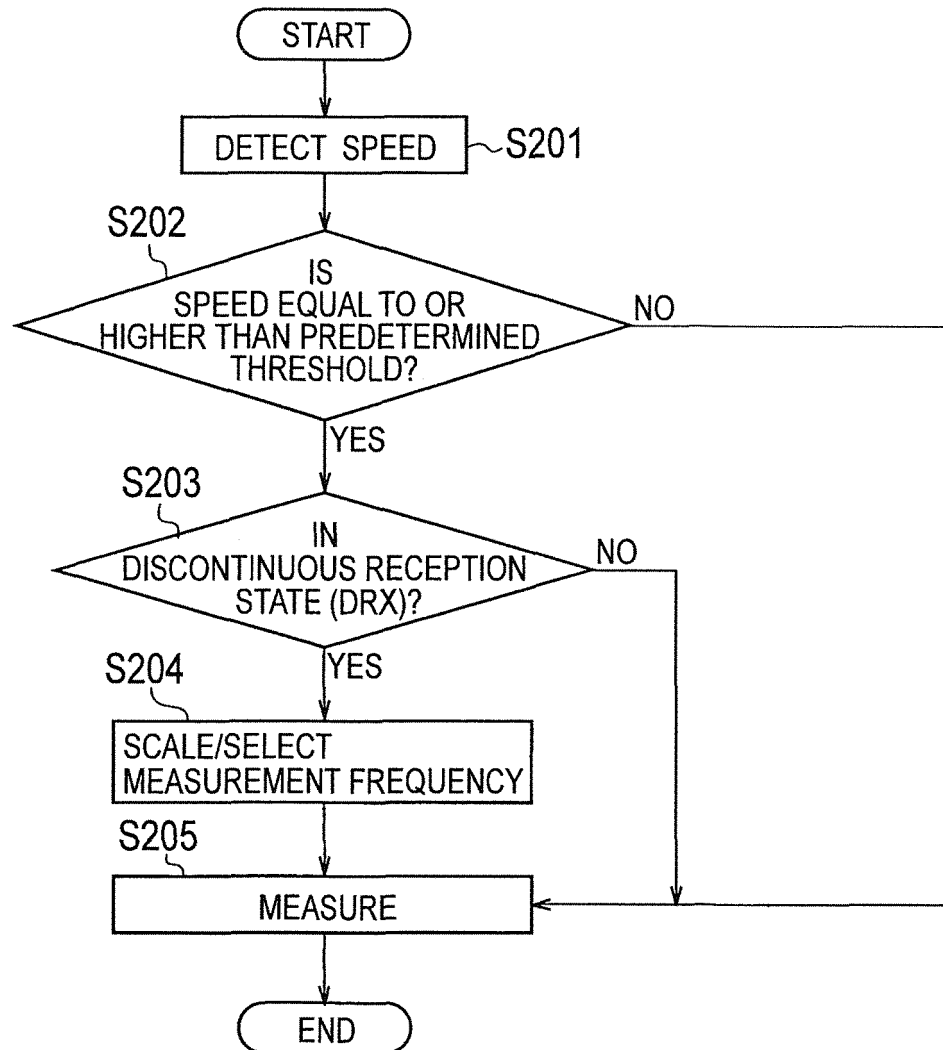 START
DETECT SPEED
S201
S202
IS
SPEED EQUAL TO OR
HIGHER THAN PREDETERMINED
THRESHOLD?
NO
YES
S203
IN
DISCONTINUOUS RECEPTION
STATE (DRX)?
NO
YES
S204
SCALE/SELECT
MEASUREMENT FREQUENCY
S205
MEASURE
END